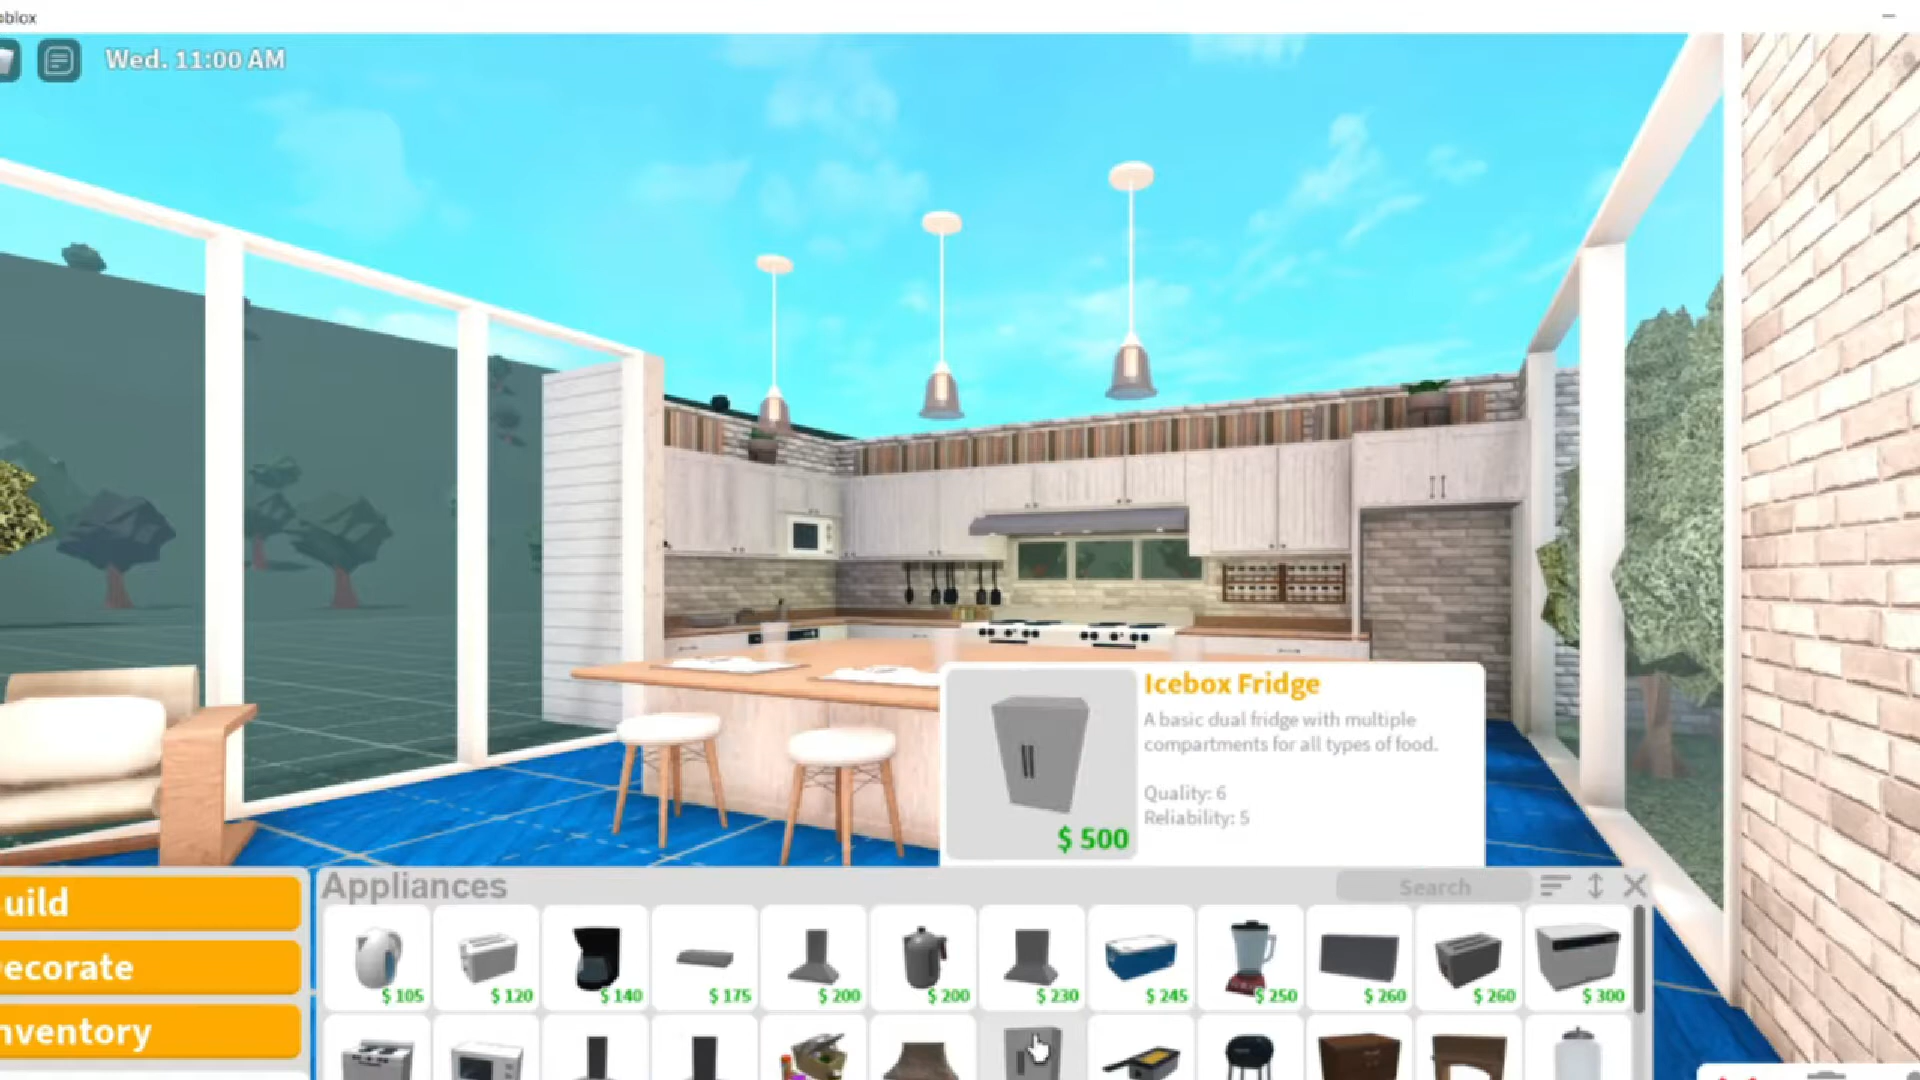 oblox
Wed. 11:00 AM
Icebox Fridge
A basic dual fridge with multiple
compartments for all types of food.
Quality: 6
Reliability: 5
$ 500
uild
ecorate
nventory
Appliances
Search
$ 105
$ 120
$ 140
$ 175
$ 200
$ 200
$ 230
$ 245
$ 250
$ 260
$ 260
$ 300